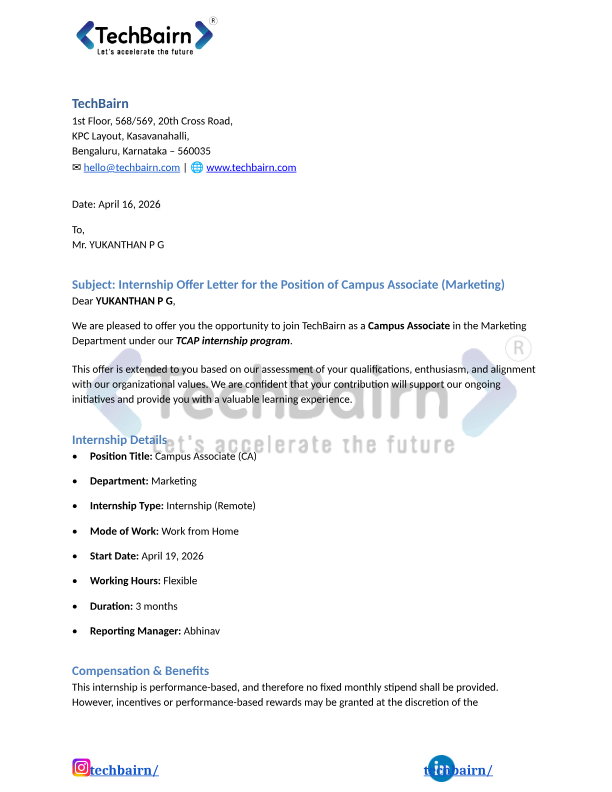 TechBairn ®
Let's accelerate the future
TechBairn
1st Floor, 568/569, 20th Cross Road,
KPC Layout, Kasavanahalli,
Bengaluru, Karnataka – 560035
✉ hello@techbairn.com | 🌐 www.techbairn.com
Date: April 16, 2026
To,
Mr. YUKANTHAN P G
Subject: Internship Offer Letter for the Position of Campus Associate (Marketing)
Dear YUKANTHAN P G,
We are pleased to offer you the opportunity to join TechBairn as a Campus Associate in the Marketing
Department under our TCAP internship program.
This offer is extended to you based on our assessment of your qualifications, enthusiasm, and alignment
with our organizational values. We are confident that your contribution will support our ongoing
initiatives and provide you with a valuable learning experience.
TechBairn ®
Let's accelerate the future
Internship Details
• Position Title: Campus Associate (CA)
• Department: Marketing
• Internship Type: Internship (Remote)
• Mode of Work: Work from Home
• Start Date: April 19, 2026
• Working Hours: Flexible
• Duration: 3 months
• Reporting Manager: Abhinav
Compensation & Benefits
This internship is performance-based, and therefore no fixed monthly stipend shall be provided.
However, incentives or performance-based rewards may be granted at the discretion of the
techbairn/
in